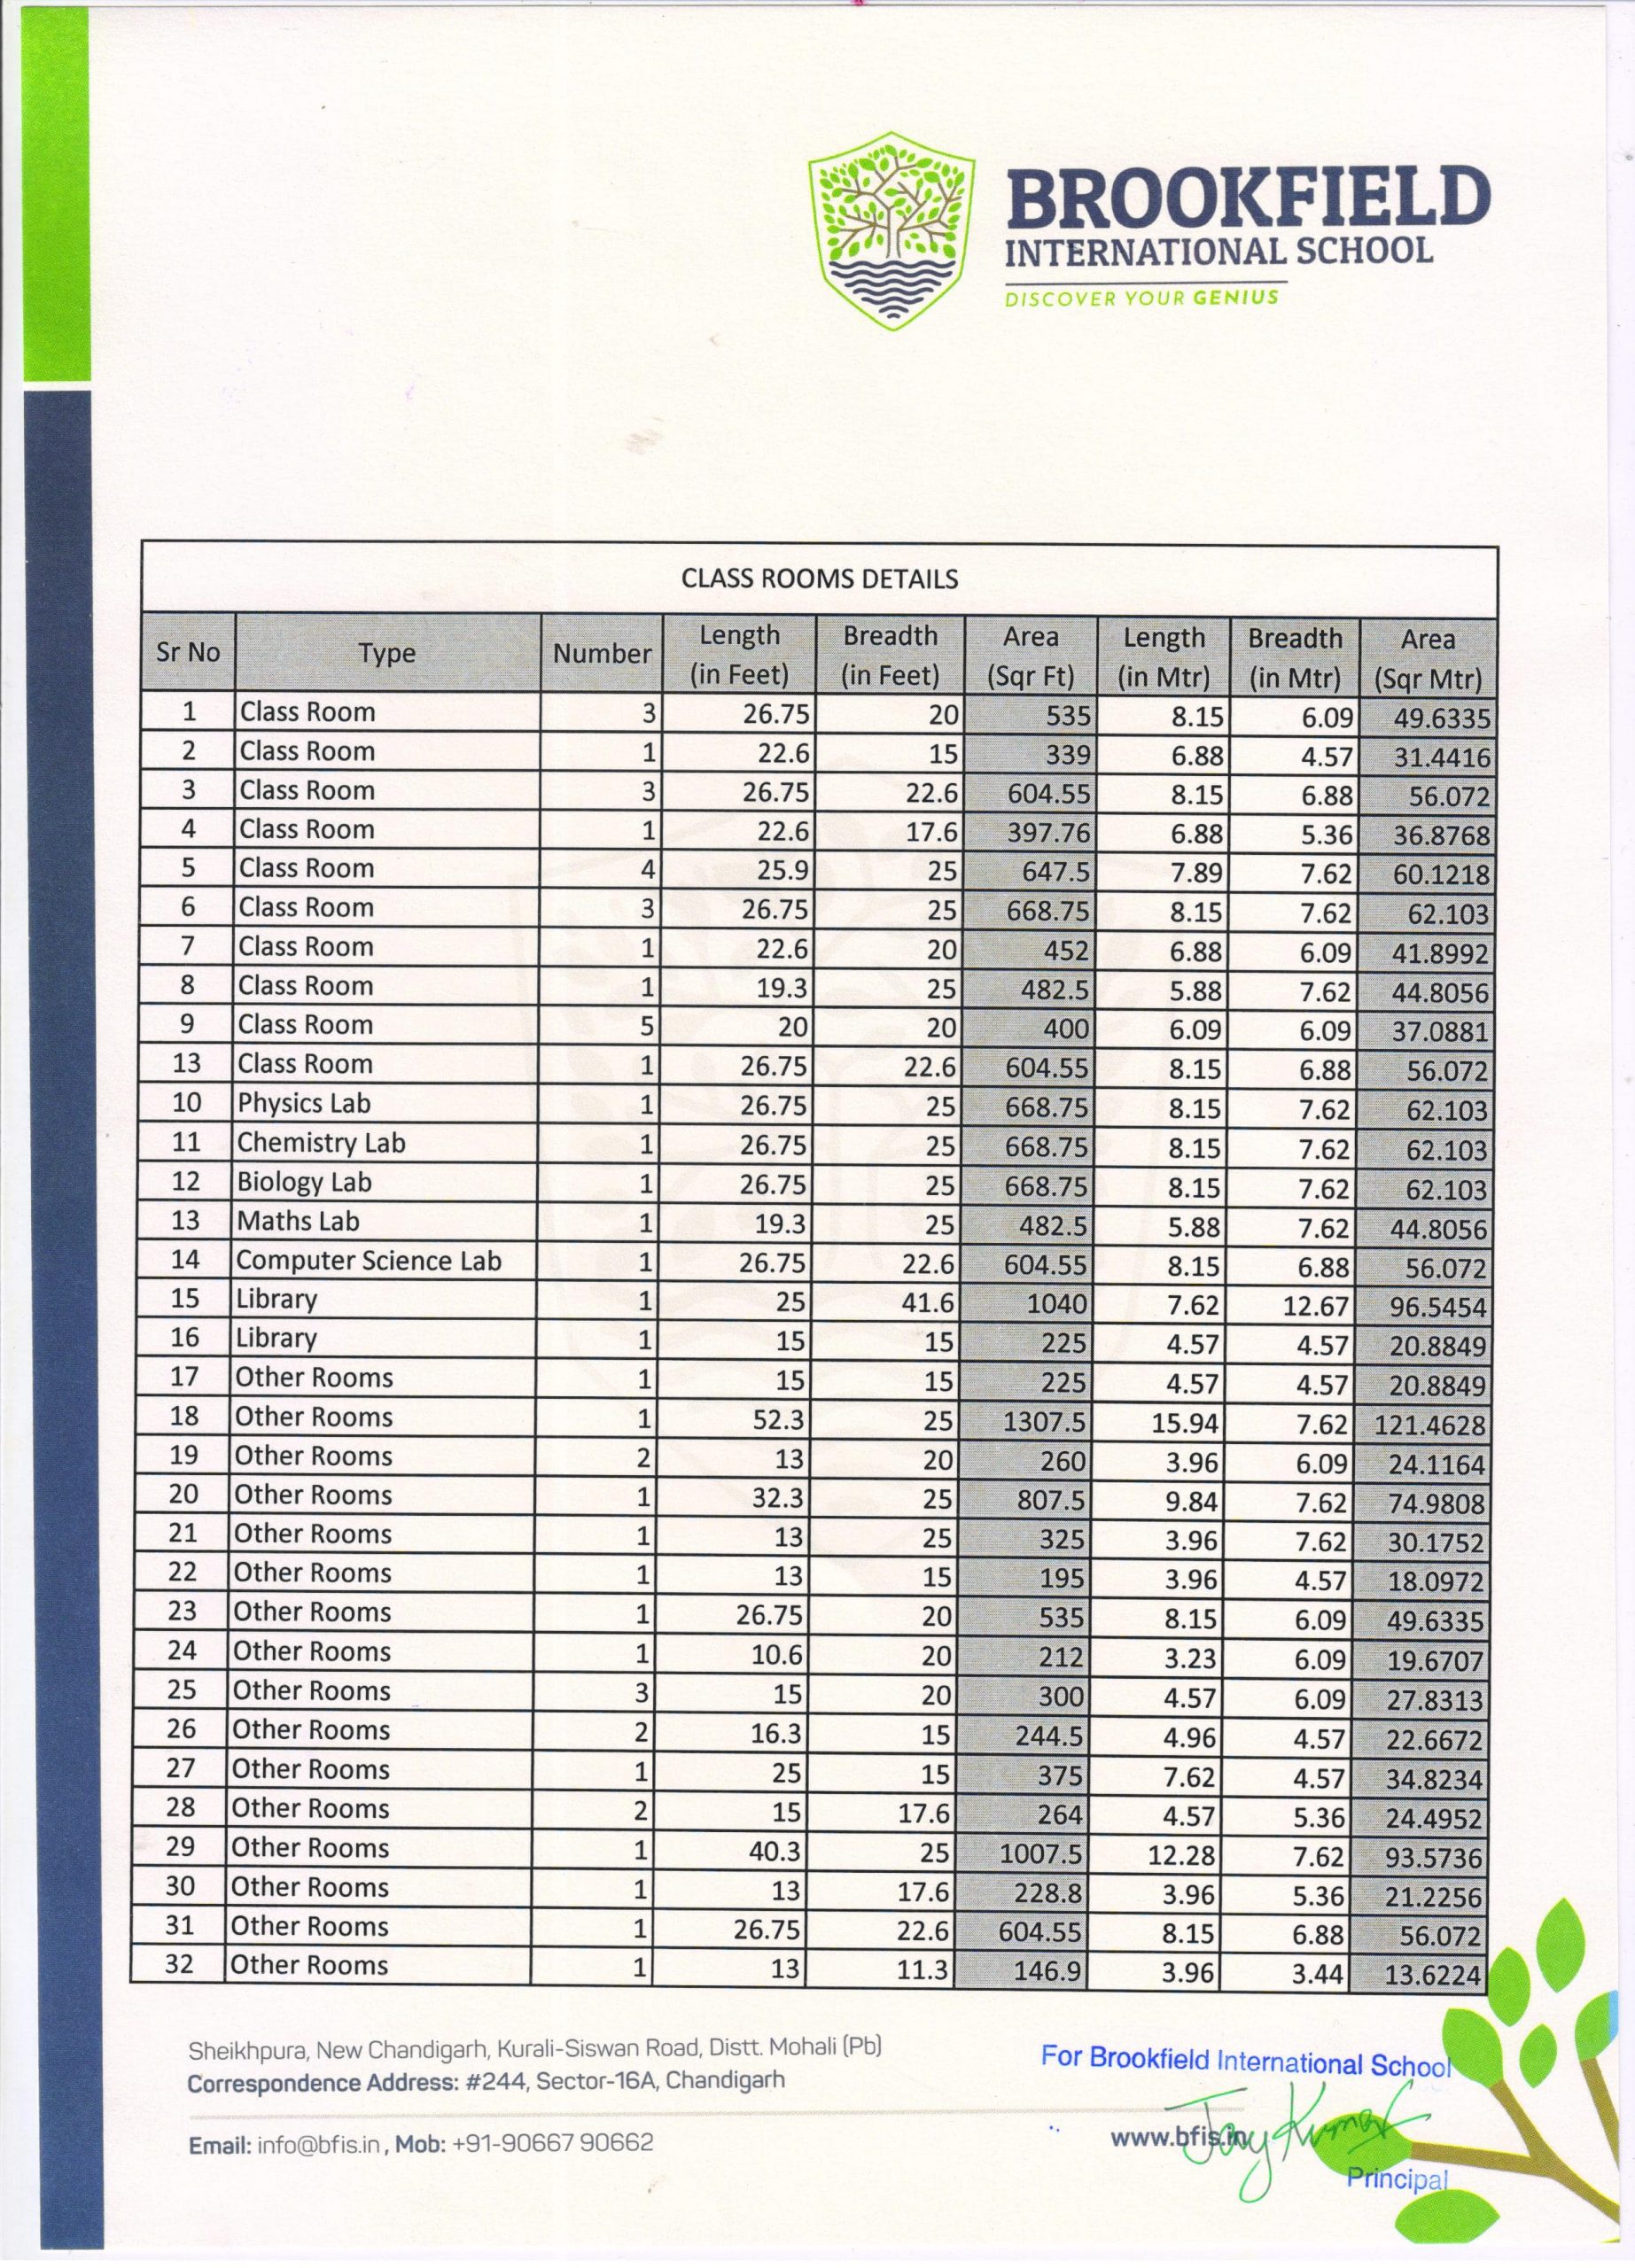 BROOKFIELD
INTERNATIONAL SCHOOL
DISCOVER YOUR GENIUS
CLASS ROOMS DETAILS
Sr No Type Number Length (in Feet) Breadth (in Feet) Area (Sqr Ft) Length (in Mtr) Breadth (in Mtr) Area (Sqr Mtr)
1 Class Room 3 26.75 20 535 8.15 6.09 49.6335
2 Class Room 1 22.6 15 339 6.88 4.57 31.4416
3 Class Room 3 26.75 22.6 604.55 8.15 6.88 56.072
4 Class Room 1 22.6 17.6 397.76 6.88 5.36 36.8768
5 Class Room 4 25.9 25 647.5 7.89 7.62 60.1218
6 Class Room 3 26.75 25 668.75 8.15 7.62 62.103
7 Class Room 1 22.6 20 452 6.88 6.09 41.8992
8 Class Room 1 19.3 25 482.5 5.88 7.62 44.8056
9 Class Room 5 20 20 400 6.09 6.09 37.0881
13 Class Room 1 26.75 22.6 604.55 8.15 6.88 56.072
10 Physics Lab 1 26.75 25 668.75 8.15 7.62 62.103
11 Chemistry Lab 1 26.75 25 668.75 8.15 7.62 62.103
12 Biology Lab 1 26.75 25 668.75 8.15 7.62 62.103
13 Maths Lab 1 19.3 25 482.5 5.88 7.62 44.8056
14 Computer Science Lab 1 26.75 22.6 604.55 8.15 6.88 56.072
15 Library 1 25 41.6 1040 7.62 12.67 96.5454
16 Library 1 15 15 225 4.57 4.57 20.8849
17 Other Rooms 1 15 15 225 4.57 4.57 20.8849
18 Other Rooms 1 52.3 25 1307.5 15.94 7.62 121.4628
19 Other Rooms 2 13 20 260 3.96 6.09 24.1164
20 Other Rooms 1 32.3 25 807.5 9.84 7.62 74.9808
21 Other Rooms 1 13 25 325 3.96 7.62 30.1752
22 Other Rooms 1 13 15 195 3.96 4.57 18.0972
23 Other Rooms 1 26.75 20 535 8.15 6.09 49.6335
24 Other Rooms 1 10.6 20 212 3.23 6.09 19.6707
25 Other Rooms 3 15 20 300 4.57 6.09 27.8313
26 Other Rooms 2 16.3 15 244.5 4.96 4.57 22.6672
27 Other Rooms 1 25 15 375 7.62 4.57 34.8234
28 Other Rooms 2 15 17.6 264 4.57 5.36 24.4952
29 Other Rooms 1 40.3 25 1007.5 12.28 7.62 93.5736
30 Other Rooms 1 13 17.6 228.8 3.96 5.36 21.2256
31 Other Rooms 1 26.75 22.6 604.55 8.15 6.88 56.072
32 Other Rooms 1 13 11.3 146.9 3.96 3.44 13.6224
Sheikhpura, New Chandigarh, Kurali-Siswan Road, Distt. Mohali (Pb)
Correspondence Address: #244, Sector-16A, Chandigarh
Email: info@bfis.in, Mob: +91-90667 90662
For Brookfield International School
www.bfis.in
Principal